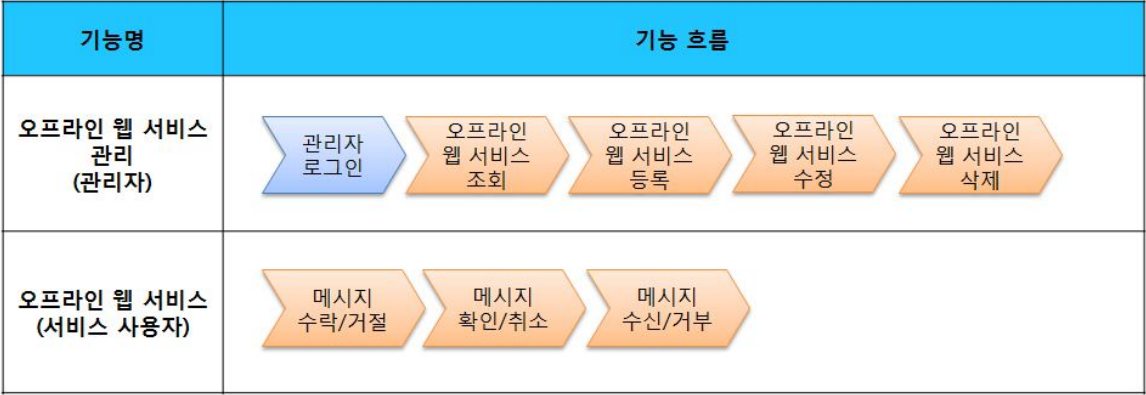 기능명
기능 흐름
오프라인 웹 서비스
관리
(관리자)
관리자
로그인
오프라인
웹 서비스
조회
오프라인
웹 서비스
등록
오프라인
웹 서비스
수정
오프라인
웹 서비스
삭제
오프라인 웹 서비스
(서비스 사용자)
메시지
수락/거절
메시지
확인/취소
메시지
수신/거부